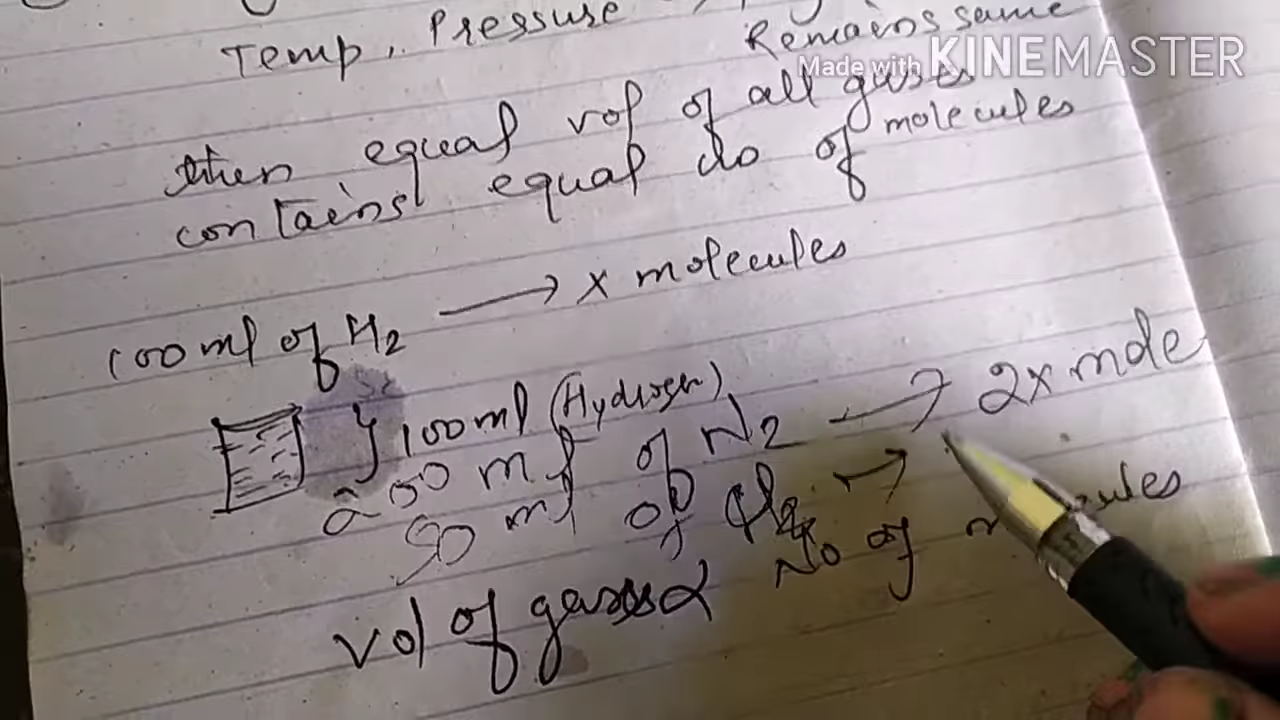 Temp, Pressure
Remains same
Made with KINEMASTER
then equal vol of all gases
contains equal no of molecules
100 ml of H2 → x molecules
100 ml (Hydrogen)
200 ml of N2 → 2x mole
50 ml of Cl2 →
vol of gases α No of molecules